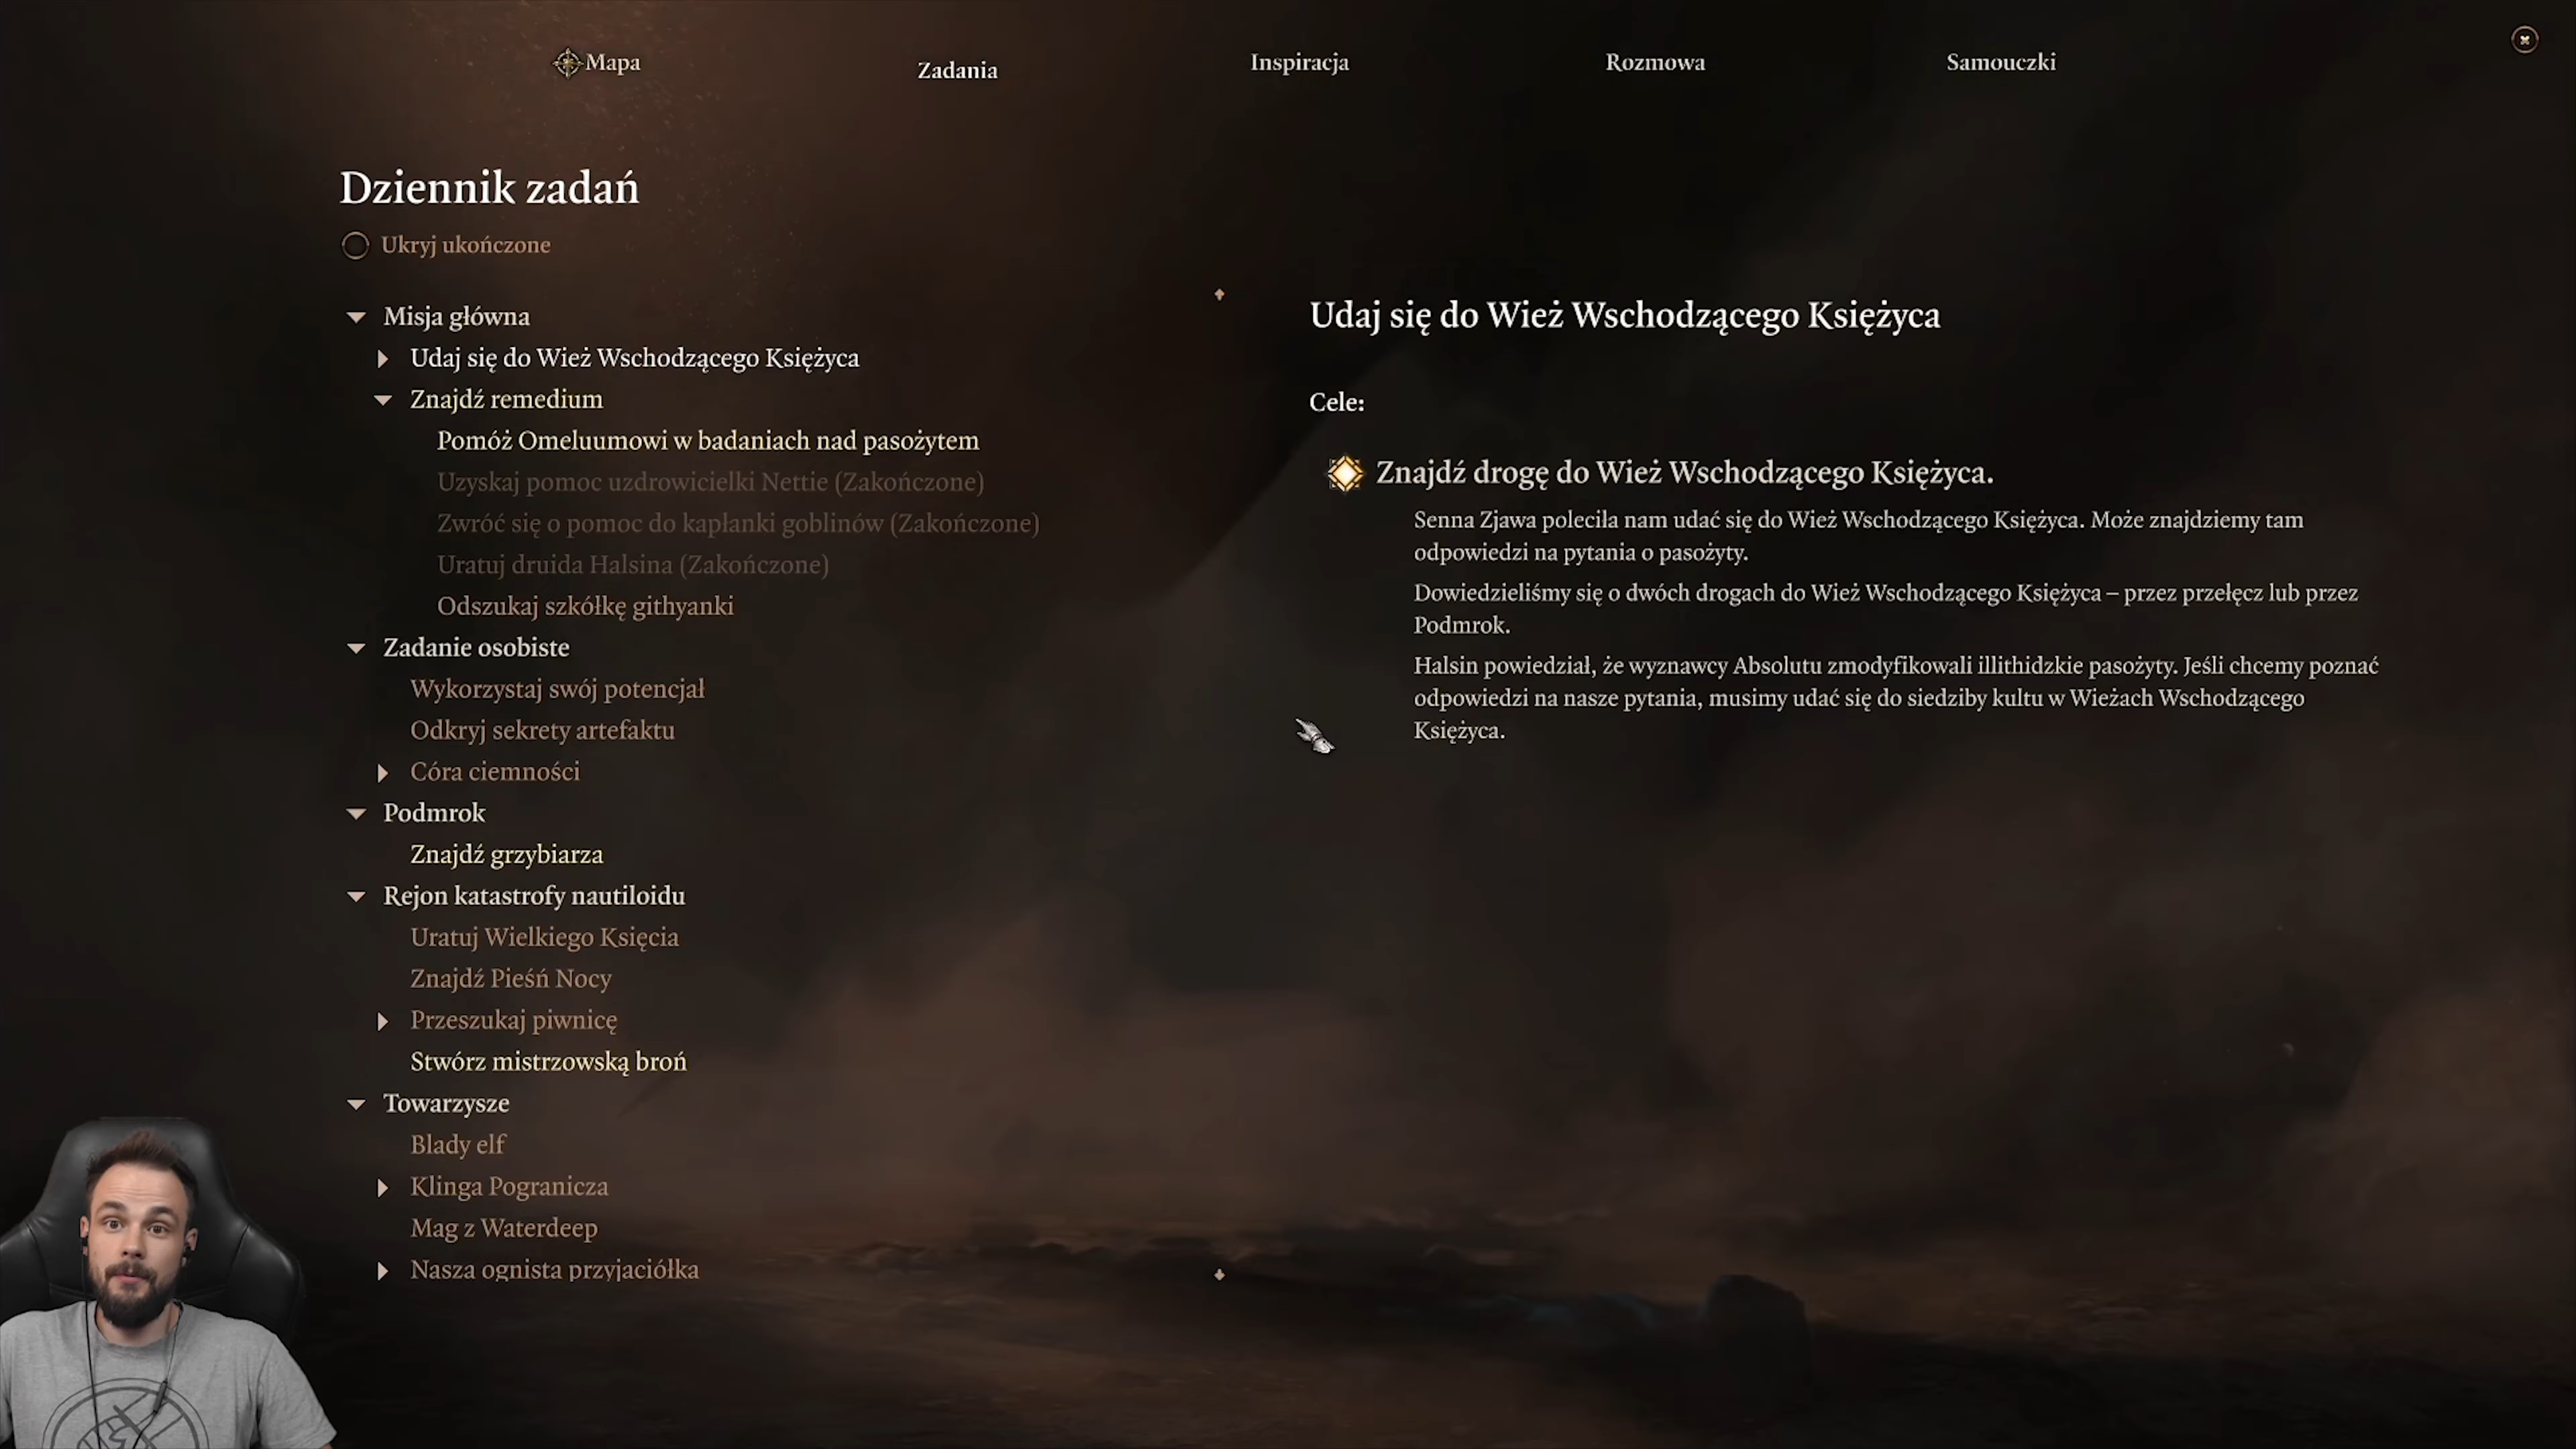 Mapa
Zadania
Inspiracja
Rozmowa
Samouczki
Dziennik zadań
Ukryj ukończone
Misja główna
Udaj się do Wież Wschodzącego Księżyca
Znajdź remedium
Pomóż Omeluumowi w badaniach nad pasożytem
Uzyskaj pomoc uzdrowicielki Nettie (Zakończone)
Zwróć się o pomoc do kapłanki goblinów (Zakończone)
Uratuj druida Halsina (Zakończone)
Odszukaj szkółkę githyanki
Zadanie osobiste
Wykorzystaj swój potencjał
Odkryj sekrety artefaktu
Córa ciemności
Podmrok
Znajdź grzybiarza
Rejon katastrofy nautiloidu
Uratuj Wielkiego Księcia
Znajdź Pieśń Nocy
Przeszukaj piwnicę
Stwórz mistrzowską broń
Towarzysze
Blady elf
Klinga Pogranicza
Mag z Waterdeep
Nasza ognista przyjaciółka
Udaj się do Wież Wschodzącego Księżyca
Cele:
Znajdź drogę do Wież Wschodzącego Księżyca.
Senna Zjawa poleciła nam udać się do Wież Wschodzącego Księżyca. Może znajdziemy tam
odpowiedzi na pytania o pasożyty.
Dowiedzieliśmy się o dwóch drogach do Wież Wschodzącego Księżyca – przez przełęcz lub przez
Podmrok.
Halsin powiedział, że wyznawcy Absolutu zmodyfikowali illithidzkie pasożyty. Jeśli chcemy poznać
odpowiedzi na nasze pytania, musimy udać się do siedziby kultu w Wieżach Wschodzącego
Księżyca.